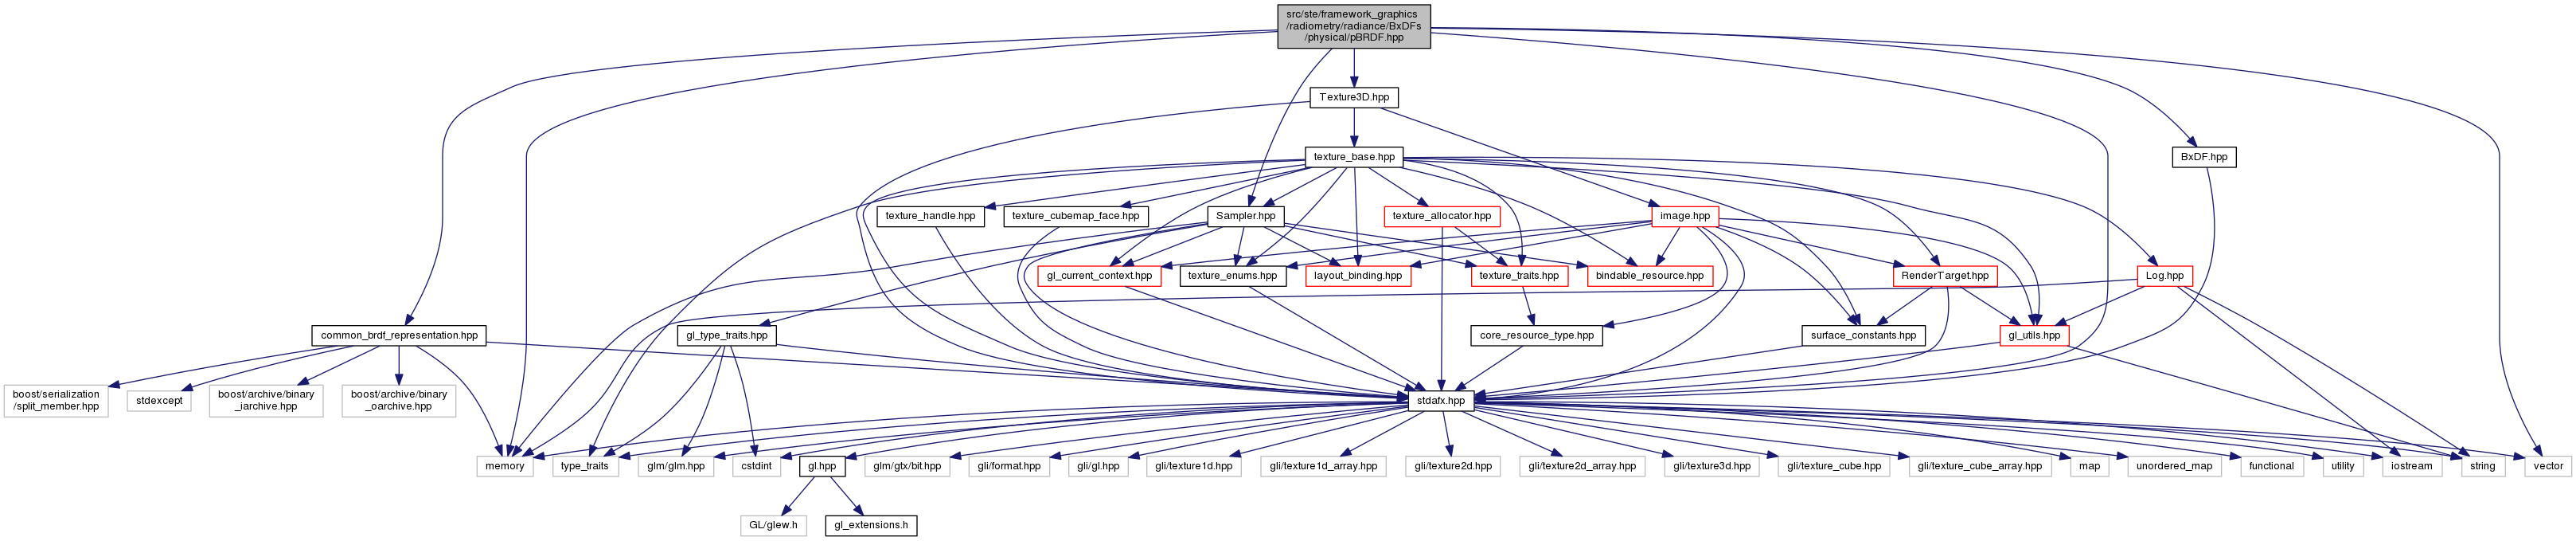 src/ste/framework_graphics
/radiometry/radiance/BxDFs
/physical/pBRDF.hpp
Texture3D.hpp
texture_base.hpp
BxDF.hpp
texture_handle.hpp
texture_cubemap_face.hpp
Sampler.hpp
texture_allocator.hpp
image.hpp
gl_current_context.hpp
texture_enums.hpp
layout_binding.hpp
texture_traits.hpp
bindable_resource.hpp
RenderTarget.hpp
Log.hpp
common_brdf_representation.hpp
gl_type_traits.hpp
core_resource_type.hpp
surface_constants.hpp
gl_utils.hpp
boost/serialization
/split_member.hpp
stdexcept
boost/archive/binary
_iarchive.hpp
boost/archive/binary
_oarchive.hpp
stdafx.hpp
memory
type_traits
glm/glm.hpp
cstdint
gl.hpp
glm/gtx/bit.hpp
gli/format.hpp
gli/gl.hpp
gli/texture1d.hpp
gli/texture1d_array.hpp
gli/texture2d.hpp
gli/texture2d_array.hpp
gli/texture3d.hpp
gli/texture_cube.hpp
gli/texture_cube_array.hpp
map
unordered_map
functional
utility
iostream
string
vector
GL/glew.h
gl_extensions.h